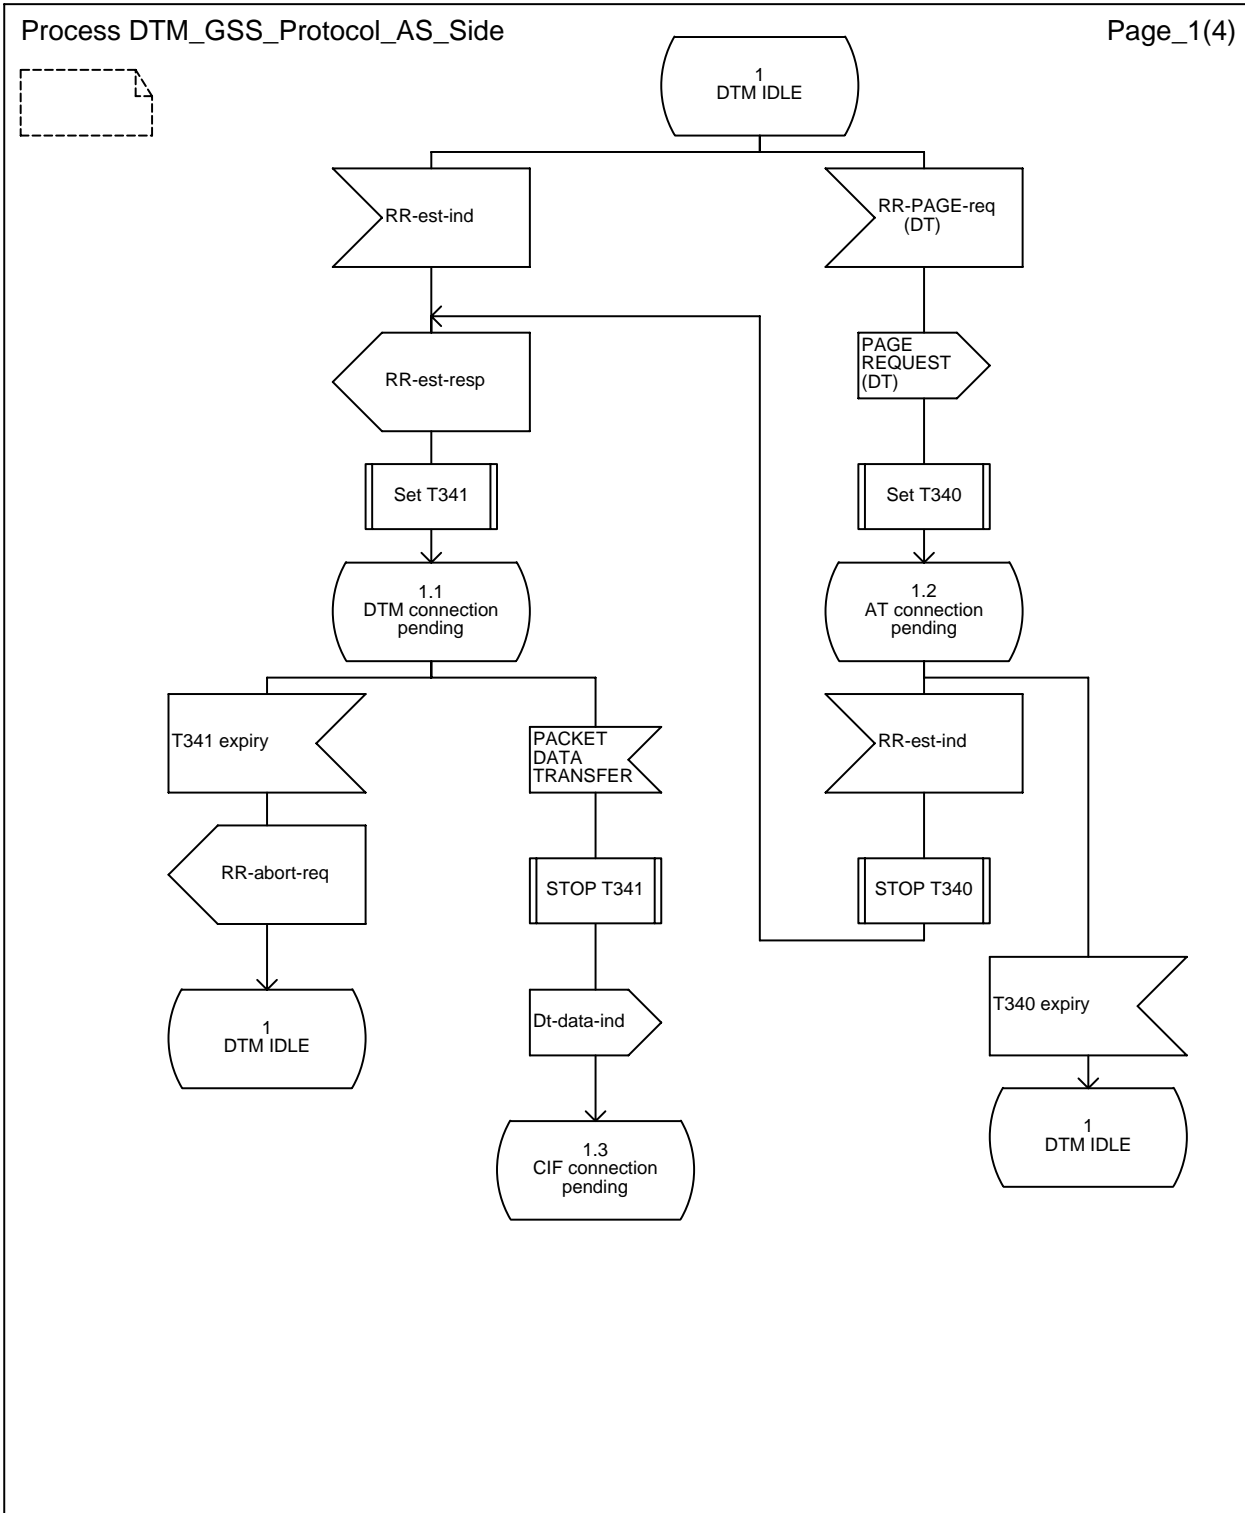 Process DTM_GSS_Protocol_AS_Side
Page_1(4)
1
DTM IDLE
RR-est-ind
RR-PAGE-req
(DT)
RR-est-resp
PAGE
REQUEST
(DT)
Set T341
Set T340
1.1
DTM connection
pending
1.2
AT connection
pending
T341 expiry
PACKET
DATA
TRANSFER
RR-est-ind
RR-abort-req
STOP T341
STOP T340
T340 expiry
Dt-data-ind
1
DTM IDLE
1
DTM IDLE
1.3
CIF connection
pending